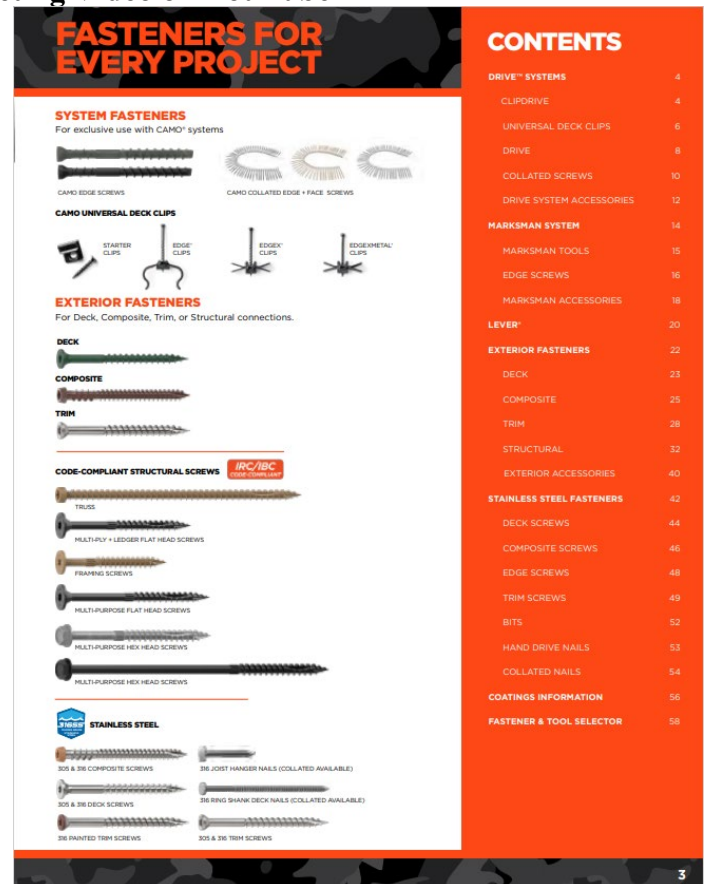 FASTENERS FOR
EVERY PROJECT
SYSTEM FASTENERS
For exclusive use with CAMO® systems
CAMO EDGE SCREWS
CAMO COLLATED EDGE + FACE SCREWS
CAMO UNIVERSAL DECK CLIPS
STARTER
CLIPS
EDGE®
CLIPS
EDGEX®
CLIPS
EDGEXMETAL®
CLIPS
EXTERIOR FASTENERS
For Deck, Composite, Trim, or Structural connections.
DECK
COMPOSITE
TRIM
CODE-COMPLIANT STRUCTURAL SCREWS
IRC/IBC
CODE-COMPLIANT
TRUSS
MULTI-PLY + LEDGER FLAT HEAD SCREWS
FRAMING SCREWS
MULTI-PURPOSE FLAT HEAD SCREWS
MULTI-PURPOSE HEX HEAD SCREWS
MULTI-PURPOSE HEX HEAD SCREWS
316SS
STAINLESS STEEL
305 & 316 COMPOSITE SCREWS
316 JOIST HANGER NAILS (COLLATED AVAILABLE)
305 & 316 DECK SCREWS
316 RING SHANK DECK NAILS (COLLATED AVAILABLE)
316 PAINTED TRIM SCREWS
305 & 316 TRIM SCREWS
CONTENTS
DRIVE™ SYSTEMS 4
CLIPDRIVE 4
UNIVERSAL DECK CLIPS 6
DRIVE 8
COLLATED SCREWS 10
DRIVE SYSTEM ACCESSORIES 12
MARKSMAN SYSTEM 14
MARKSMAN TOOLS 15
EDGE SCREWS 16
MARKSMAN ACCESSORIES 18
LEVER® 20
EXTERIOR FASTENERS 22
DECK 23
COMPOSITE 25
TRIM 28
STRUCTURAL 32
EXTERIOR ACCESSORIES 40
STAINLESS STEEL FASTENERS 42
DECK SCREWS 44
COMPOSITE SCREWS 46
EDGE SCREWS 48
TRIM SCREWS 49
BITS 52
HAND DRIVE NAILS 53
COLLATED NAILS 54
COATINGS INFORMATION 56
FASTENER & TOOL SELECTOR 58
3